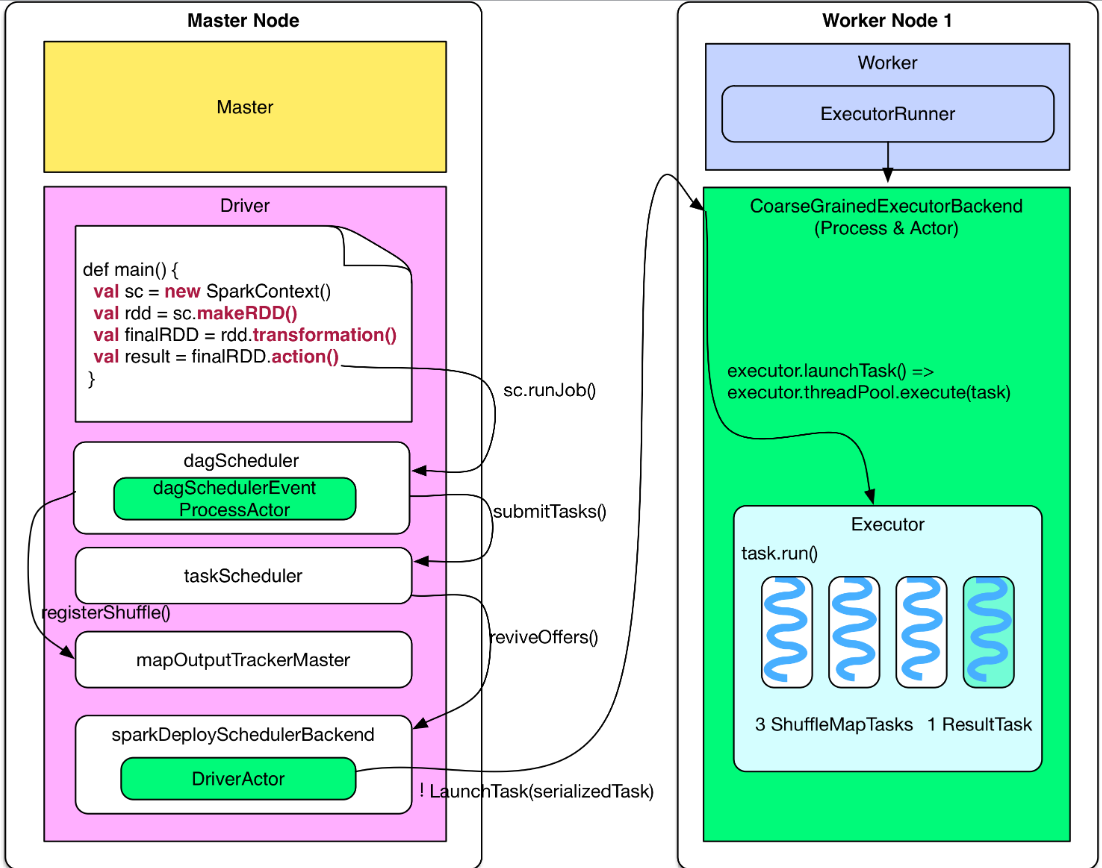 Master Node
Master
Driver
def main() {
val sc = new SparkContext()
val rdd = sc.makeRDD()
val finalRDD = rdd.transformation()
val result = finalRDD.action()
}
sc.runJob()
dagScheduler
dagSchedulerEvent
ProcessActor
submitTasks()
taskScheduler
registerShuffle()
reviveOffers()
mapOutputTrackerMaster
sparkDeploySchedulerBackend
DriverActor
! LaunchTask(serializedTask)
Worker Node 1
Worker
ExecutorRunner
CoarseGrainedExecutorBackend
(Process & Actor)
executor.launchTask() =>
executor.threadPool.execute(task)
Executor
task.run()
3 ShuffleMapTasks 1 ResultTask